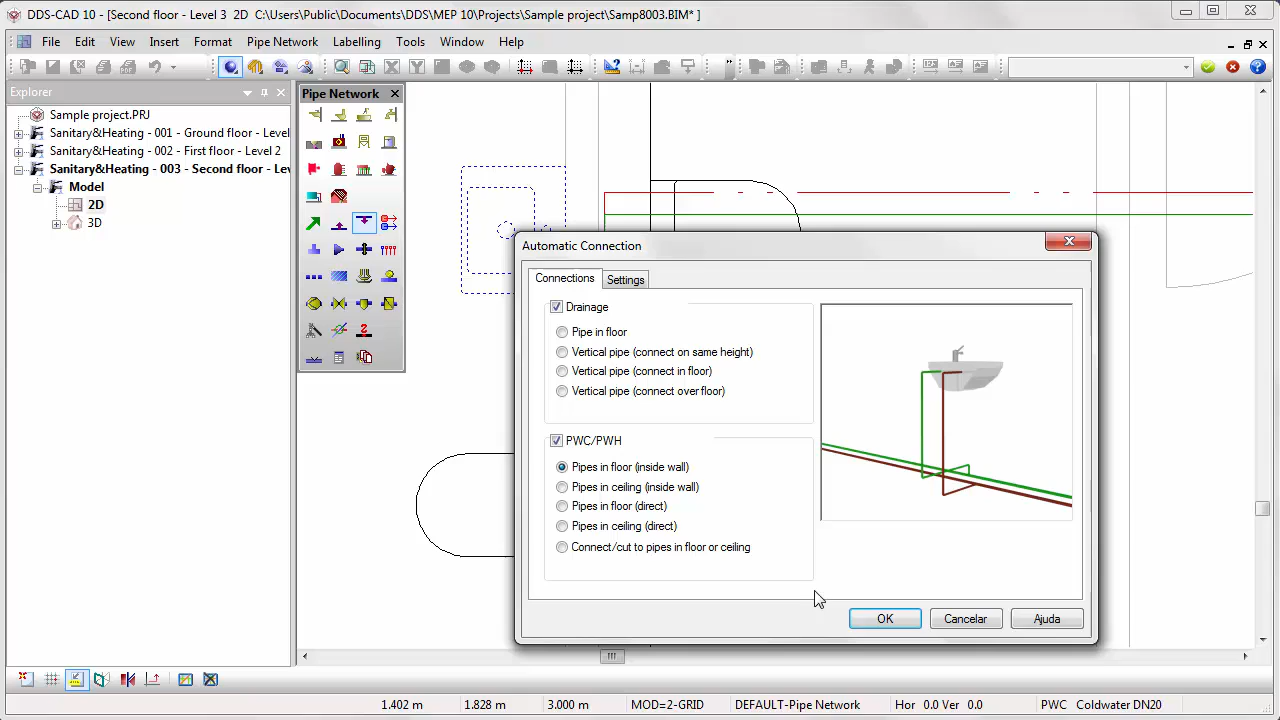 DDS-CAD 10 - [Second floor - Level 3  2D  C:\Users\Public\Documents\DDS\MEP 10\Projects\Sample project\Samp8003.BIM* ]
File Edit View Insert Format Pipe Network Labelling Tools Window Help
Explorer
Sample project.PRJ
Sanitary&Heating - 001 - Ground floor - Level
Sanitary&Heating - 002 - First floor - Level 2
Sanitary&Heating - 003 - Second floor - Le
Model
2D
3D
Pipe Network
Automatic Connection
Connections Settings
Drainage
Pipe in floor
Vertical pipe (connect on same height)
Vertical pipe (connect in floor)
Vertical pipe (connect over floor)
PWC/PWH
Pipes in floor (inside wall)
Pipes in ceiling (inside wall)
Pipes in floor (direct)
Pipes in ceiling (direct)
Connect/cut to pipes in floor or ceiling
OK Cancelar Ajuda
1.402 m 1.828 m 3.000 m MOD=2-GRID DEFAULT-Pipe Network Hor 0.0 Ver 0.0 PWC Coldwater DN20